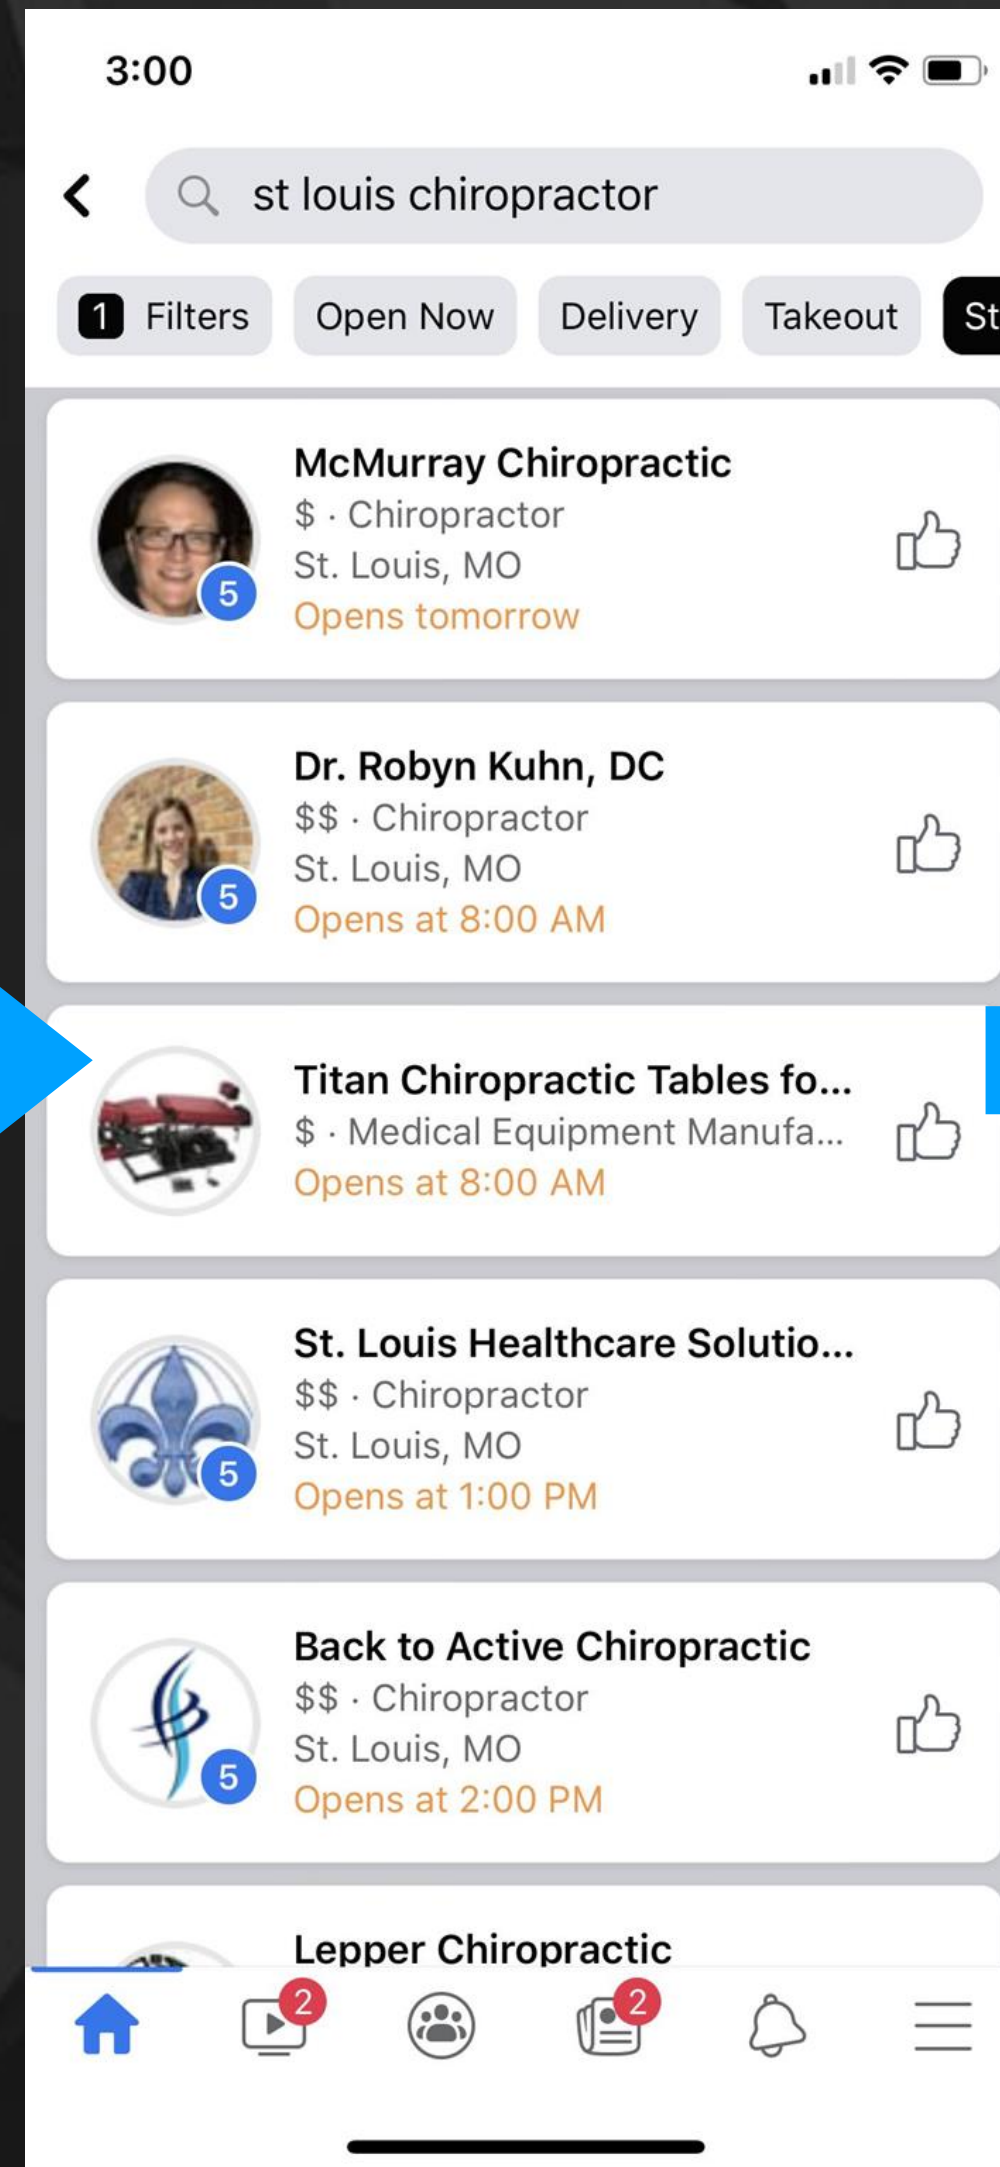 3:00
st louis chiropractor
1 Filters Open Now Delivery Takeout St
McMurray Chiropractic
$ · Chiropractor
St. Louis, MO
Opens tomorrow
5
Dr. Robyn Kuhn, DC
$$ · Chiropractor
St. Louis, MO
Opens at 8:00 AM
5
Titan Chiropractic Tables fo...
$ · Medical Equipment Manufa...
Opens at 8:00 AM
St. Louis Healthcare Solutio...
$$ · Chiropractor
St. Louis, MO
Opens at 1:00 PM
5
Back to Active Chiropractic
$$ · Chiropractor
St. Louis, MO
Opens at 2:00 PM
5
Lepper Chiropractic
2 2